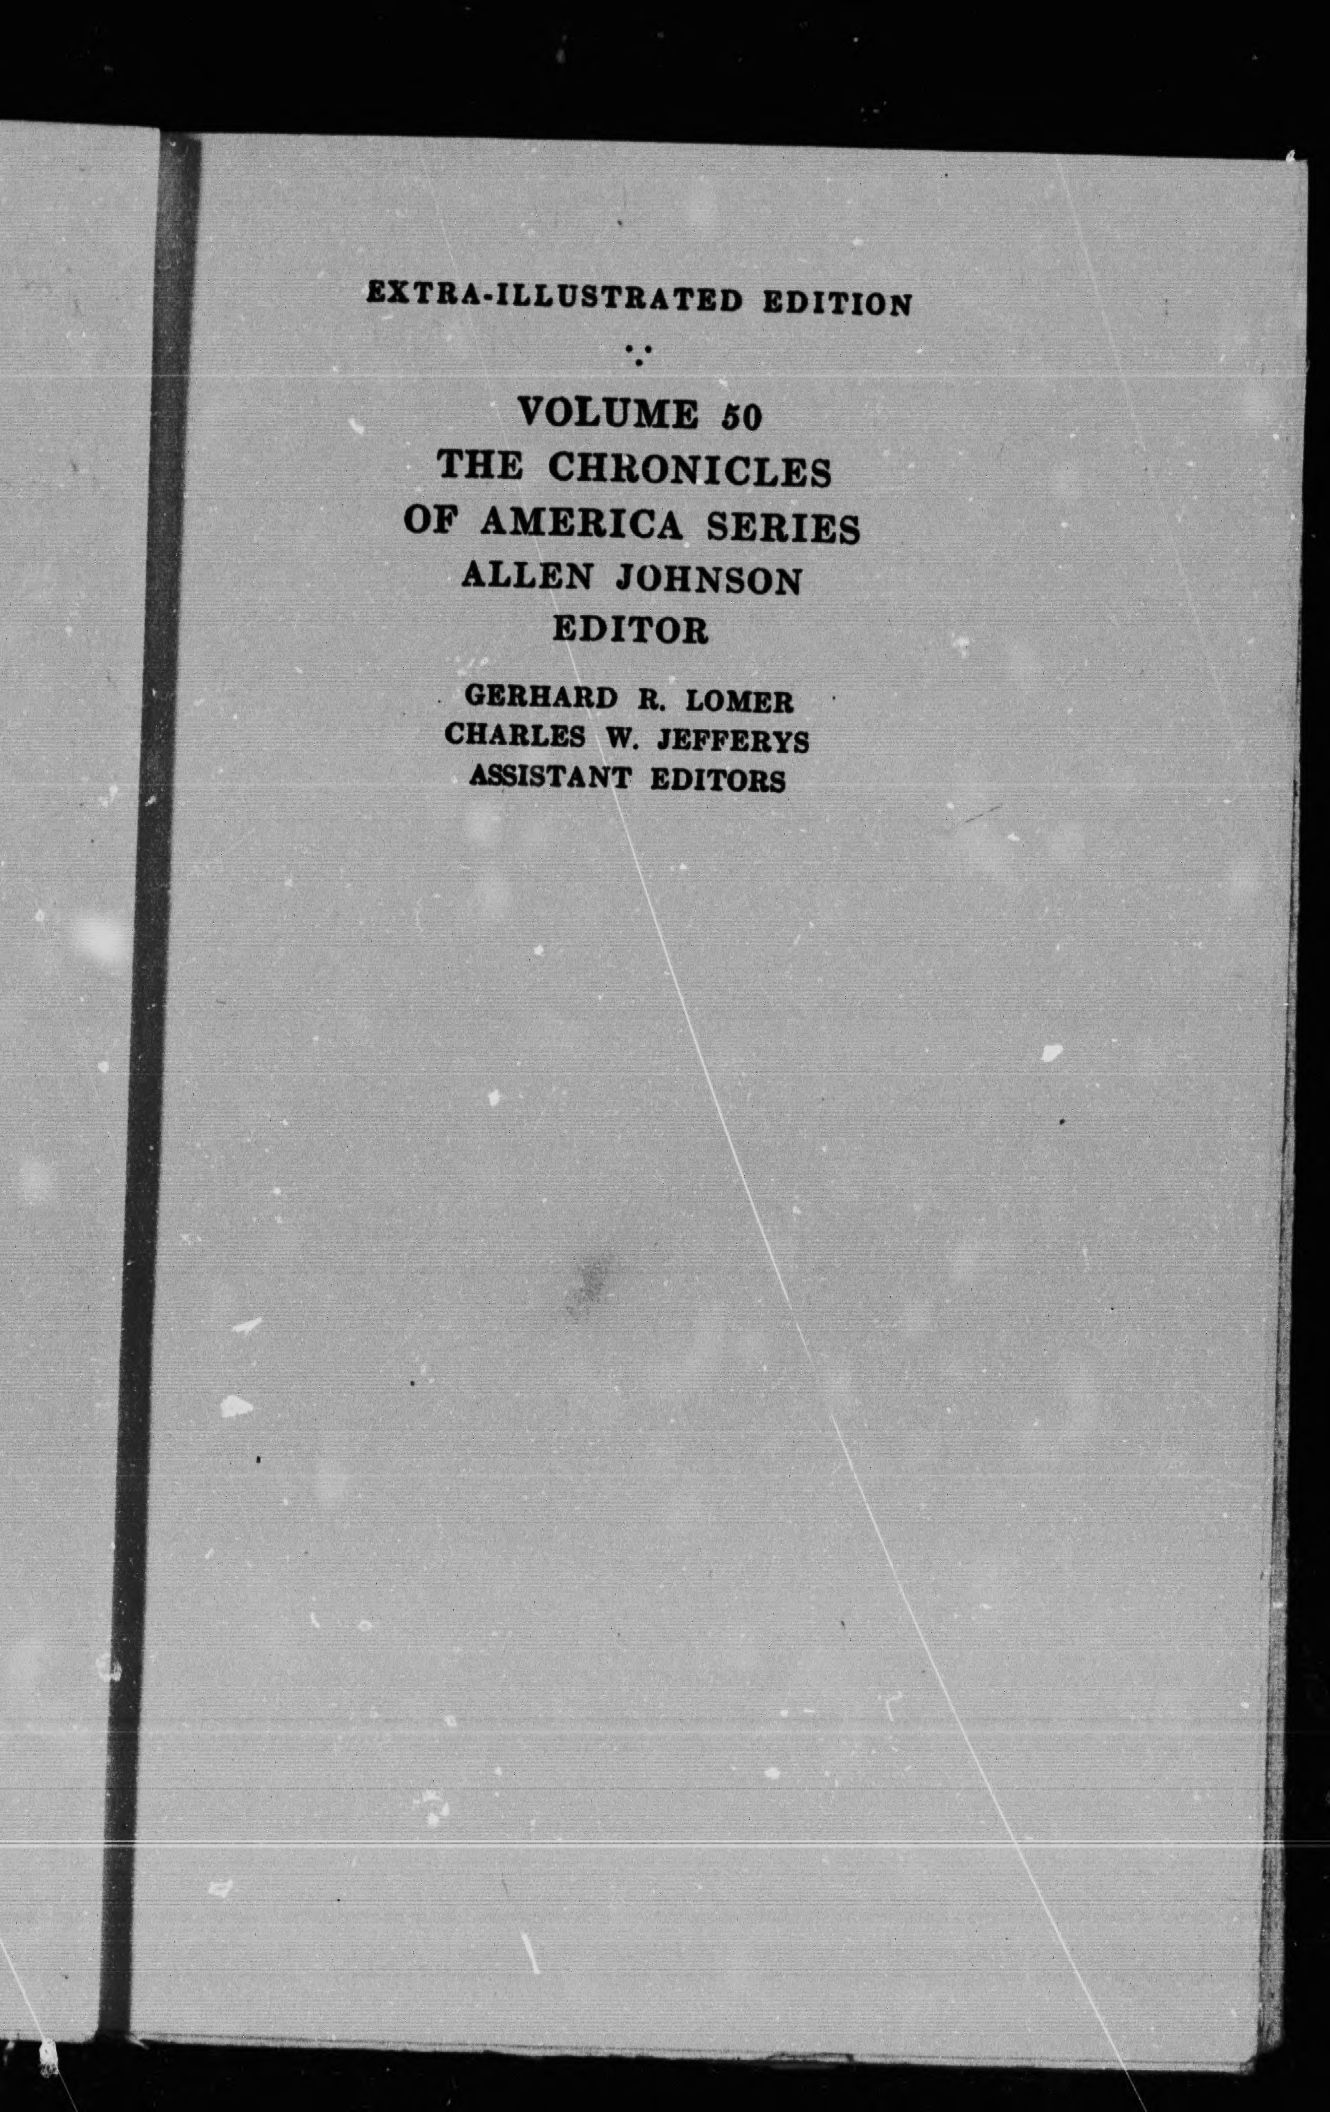 EXTRA-ILLUSTRATED EDITION
VOLUME 50
THE CHRONICLES
OF AMERICA SERIES
ALLEN JOHNSON
EDITOR
GERHARD R. LOMER
CHARLES W. JEFFERYS
ASSISTANT EDITORS